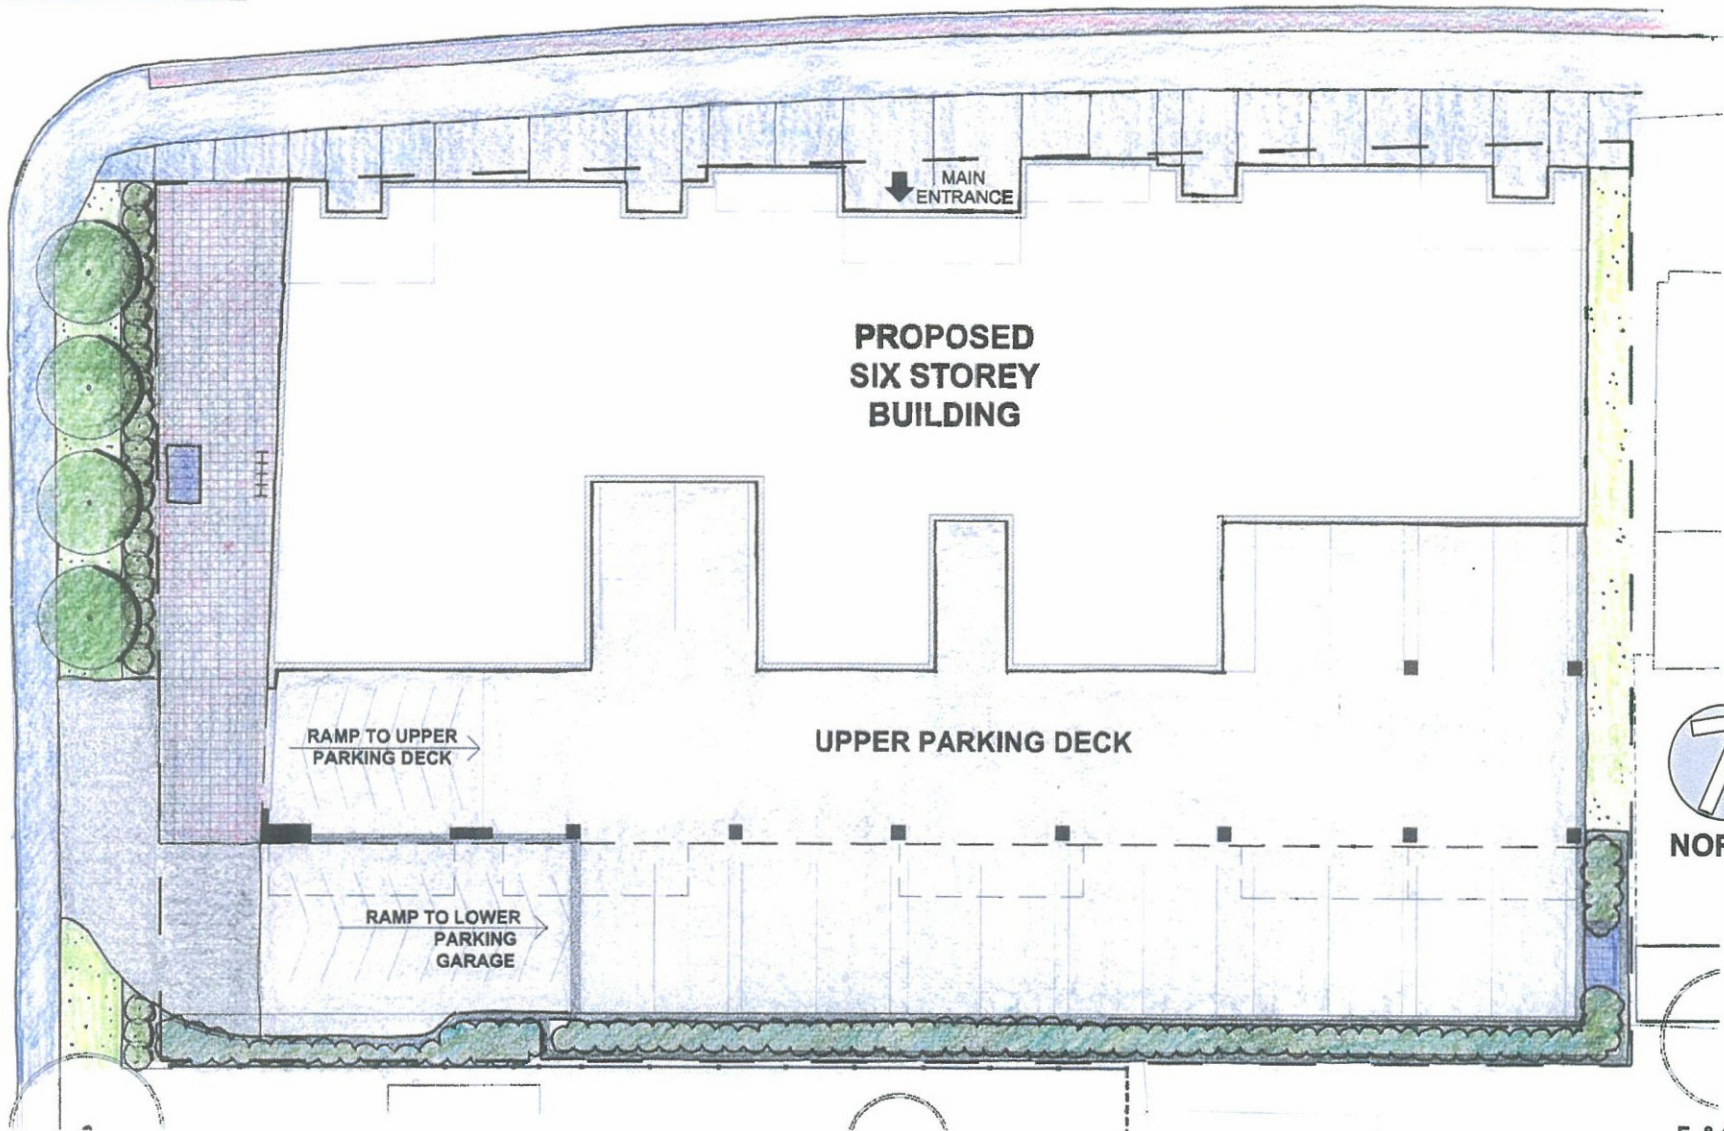 MAIN
ENTRANCE
PROPOSED
SIX STOREY
BUILDING
RAMP TO UPPER
PARKING DECK
UPPER PARKING DECK
RAMP TO LOWER
PARKING
GARAGE